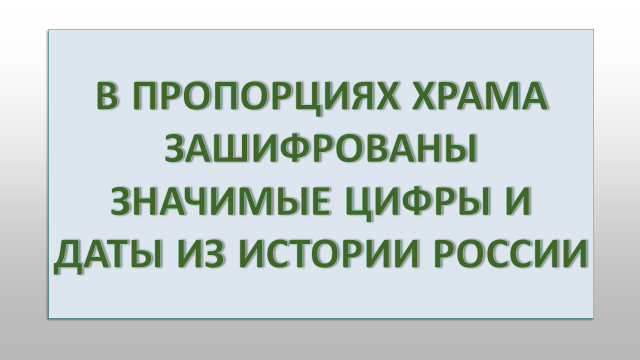 В ПРОПОРЦИЯХ ХРАМА
ЗАШИФРОВАНЫ
ЗНАЧИМЫЕ ЦИФРЫ И
ДАТЫ ИЗ ИСТОРИИ РОССИИ